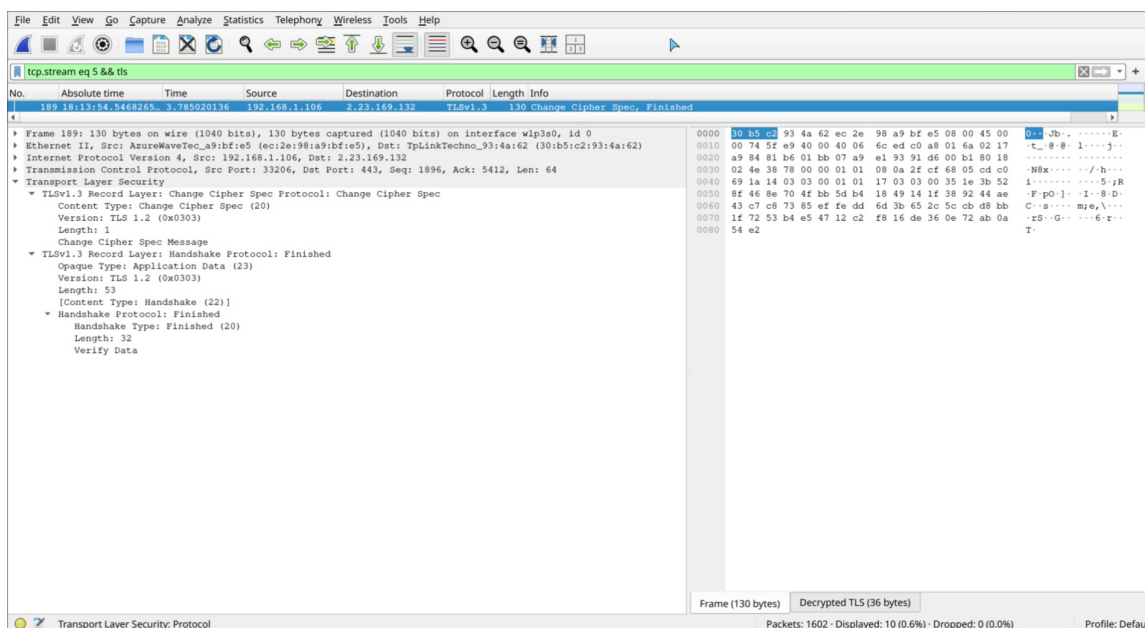 File Edit View Go Capture Analyze Statistics Telephony Wireless Tools Help
tcp.stream eq 5 && tls
No. Absolute time Time Source Destination Protocol Length Info
189 18:13:54.5468265… 3.785020136 192.168.1.106 2.23.169.132 TLSv1.3 130 Change Cipher Spec, Finished
Frame 189: 130 bytes on wire (1040 bits), 130 bytes captured (1040 bits) on interface wlp3s0, id 0
Ethernet II, Src: AzureWaveTec_a9:bf:e5 (ec:2e:98:a9:bf:e5), Dst: TpLinkTechno_93:4a:62 (30:b5:c2:93:4a:62)
Internet Protocol Version 4, Src: 192.168.1.106, Dst: 2.23.169.132
Transmission Control Protocol, Src Port: 33206, Dst Port: 443, Seq: 1896, Ack: 5412, Len: 64
Transport Layer Security
TLSv1.3 Record Layer: Change Cipher Spec Protocol: Change Cipher Spec
Content Type: Change Cipher Spec (20)
Version: TLS 1.2 (0x0303)
Length: 1
Change Cipher Spec Message
TLSv1.3 Record Layer: Handshake Protocol: Finished
Opaque Type: Application Data (23)
Version: TLS 1.2 (0x0303)
Length: 53
[Content Type: Handshake (22)]
Handshake Protocol: Finished
Handshake Type: Finished (20)
Length: 32
Verify Data
0000 30 b5 c2 93 4a 62 ec 2e 98 a9 bf e5 08 00 45 00 0···Jb·. ······E·
0010 00 74 5f e9 40 00 40 06 6c ed c0 a8 01 6a 02 17 ·t_·@·@· l····j··
0020 a9 84 81 b6 01 bb 07 a9 e1 93 91 d6 00 b1 80 18 ········ ········
0030 02 4e 38 78 00 00 01 01 08 0a 2f cf 68 05 cd c0 ·N8x···· ··/·h···
0040 69 1a 14 03 03 00 01 01 17 03 03 00 35 1e 3b 52 i······· ····5·;R
0050 8f 46 8e 70 4f bb 5d b4 18 49 14 1f 38 92 44 ae ·F·pO·]· ·I··8·D·
0060 43 c7 c8 73 85 ef fe dd 6d 3b 65 2c 5c cb d8 bb C··s···· m;e,\···
0070 1f 72 53 b4 e5 47 12 c2 f8 16 de 36 0e 72 ab 0a ·rS··G·· ···6·r··
0080 54 e2 T·
Frame (130 bytes) Decrypted TLS (36 bytes)
Transport Layer Security: Protocol Packets: 1602 · Displayed: 10 (0.6%) · Dropped: 0 (0.0%) Profile: Defau